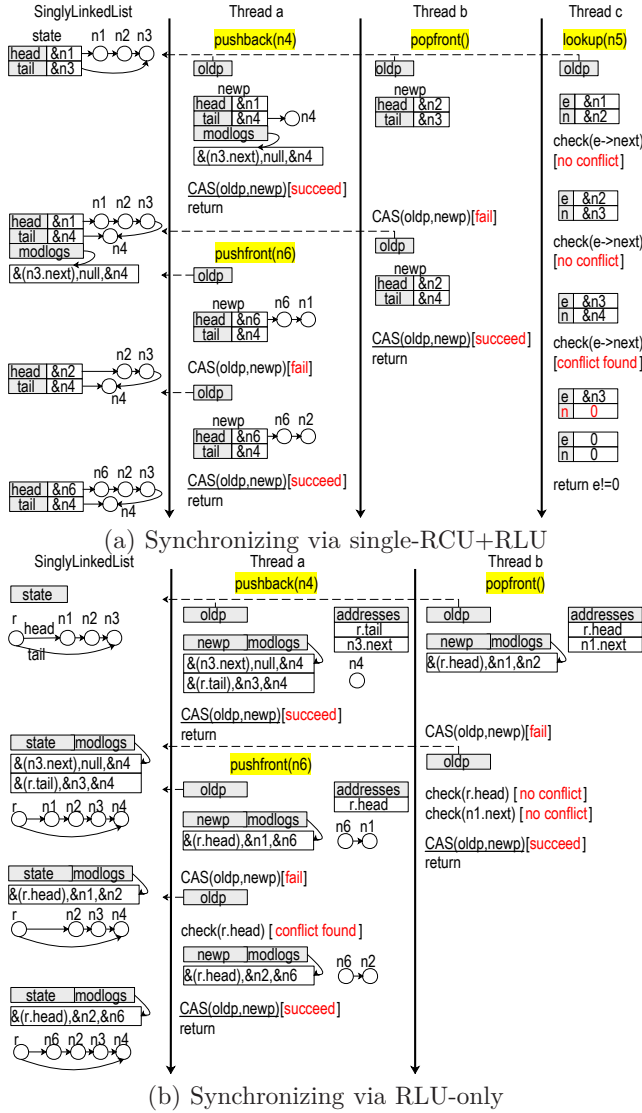 SinglyLinkedList Thread a Thread b Thread c
state n1 n2 n3 pushback(n4) popfront() lookup(n5)
head &n1
tail &n3
oldp oldp oldp
newp newp
head &n1 head &n2 e &n1
tail &n4 n4 tail &n3 n &n2
modlogs check(e->next)
&(n3.next),null,&n4 [no conflict]
CAS(oldp,newp)[succeed] e &n2
return n &n3
n1 n2 n3
head &n1 CAS(oldp,newp)[fail]
tail &n4 n4 check(e->next)
modlogs pushfront(n6) oldp [no conflict]
&(n3.next),null,&n4 oldp newp
head &n2 e &n3
newp n6 n1 tail &n4 n &n4
head &n6
tail &n4 CAS(oldp,newp)[succeed] check(e->next)
n2 n3 return [conflict found]
head &n2 CAS(oldp,newp)[fail]
tail &n4 n4 oldp e &n3
n 0
newp n6 n2
head &n6 e 0
tail &n4 n 0
n6 n2 n3
head &n6 CAS(oldp,newp)[succeed] return e!=0
tail &n4 n4 return
(a) Synchronizing via single-RCU+RLU
SinglyLinkedList Thread a Thread b
pushback(n4) popfront()
state
oldp addresses oldp addresses
r head n1 n2 n3 r.tail r.head
tail newp modlogs n3.next newp modlogs n1.next
&(n3.next),null,&n4 n4 &(r.head),&n1,&n2
&(r.tail),&n3,&n4
CAS(oldp,newp)[succeed]
return
CAS(oldp,newp)[fail]
state modlogs
&(n3.next),null,&n4 pushfront(n6) oldp
&(r.tail),&n3,&n4
oldp addresses check(r.head) [no conflict]
r n1 n2 n3 n4 r.head check(n1.next) [no conflict]
newp modlogs n6 n1
&(r.head),&n1,&n6 CAS(oldp,newp)[succeed]
return
state modlogs CAS(oldp,newp)[fail]
&(r.head),&n1,&n2 oldp
r n2 n3 n4 check(r.head) [conflict found]
newp modlogs n6 n2
&(r.head),&n2,&n6
state modlogs
&(r.head),&n2,&n6 CAS(oldp,newp)[succeed]
return
r n6 n2 n3 n4
(b) Synchronizing via RLU-only